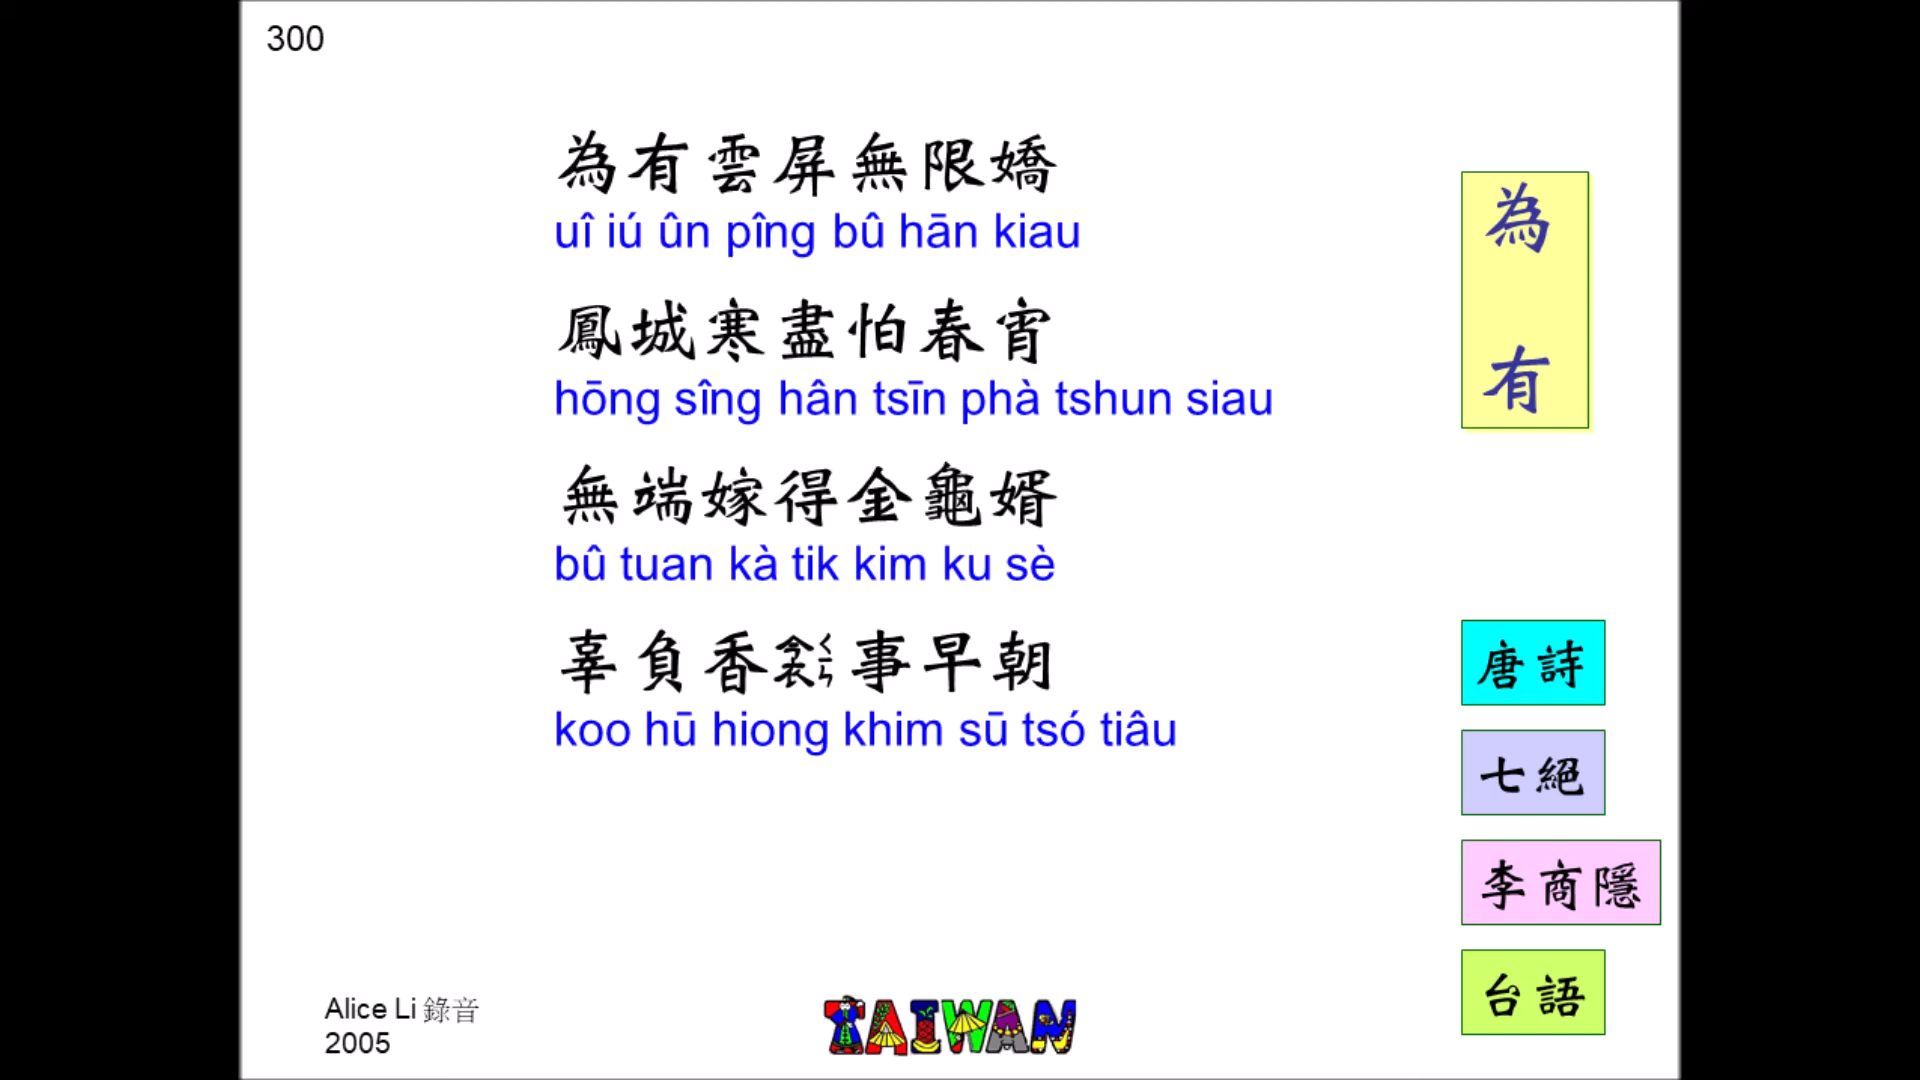 300
為有雲屏無限嬌
uî iú ûn pîng bû hān kiau
鳳城寒盡怕春宵
hōng sîng hân tsīn phà tshun siau
無端嫁得金龜婿
bû tuan kà tik kim ku sè
辜負香衾ㄑㄣ事早朝
koo hū hiong khim sū tsó tiâu
為有
唐詩
七絕
李商隱
台語
Alice Li 錄音
2005
TAIWAN